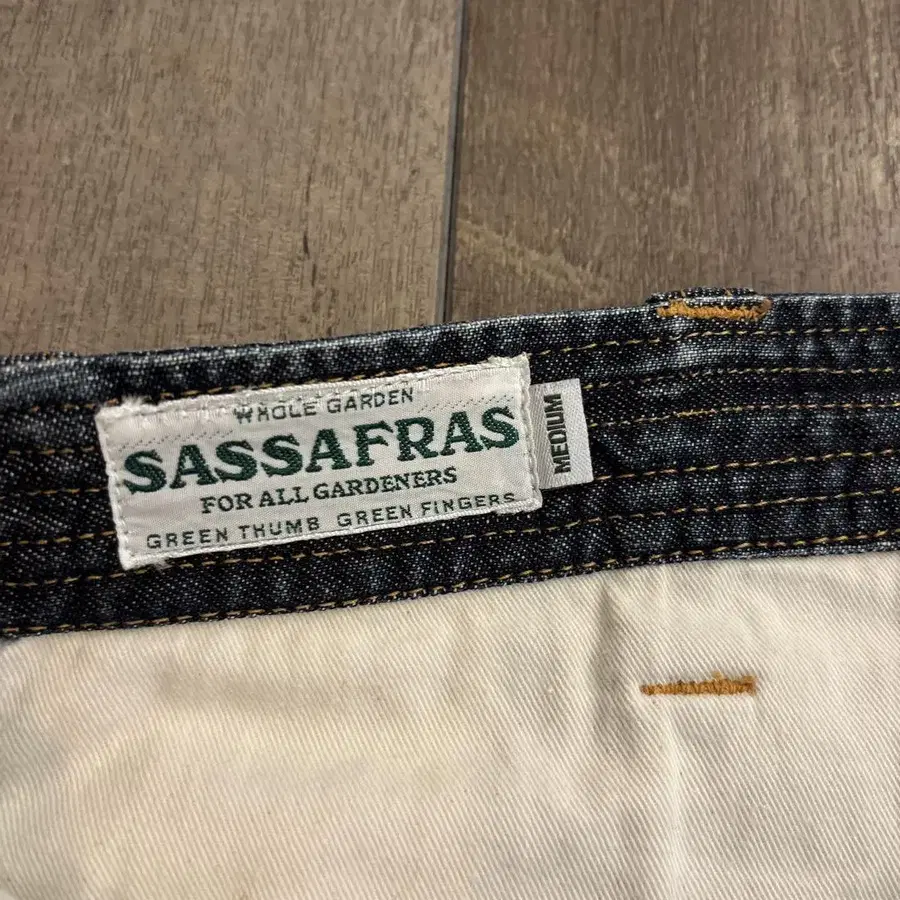 WHOLE GARDEN
SASSAFRAS
FOR ALL GARDENERS
GREEN THUMB GREEN FINGERS
MEDIUM